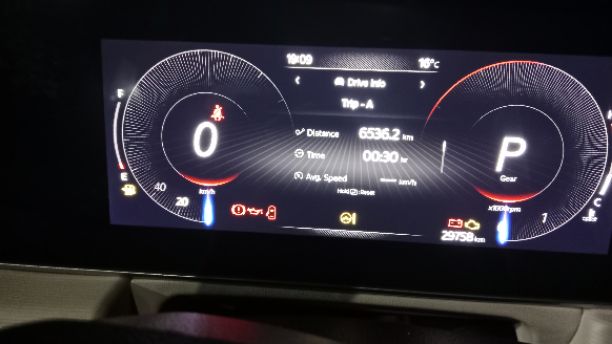 19:09
16°C
Drive Info
Trip - A
Distance 6536.2 km
Time 00:30 hr
Avg. Speed --- km/h
Hold Reset
F
E
0
40
20
km/h
P
Gear
x1000rpm
1
H
C
29758 km